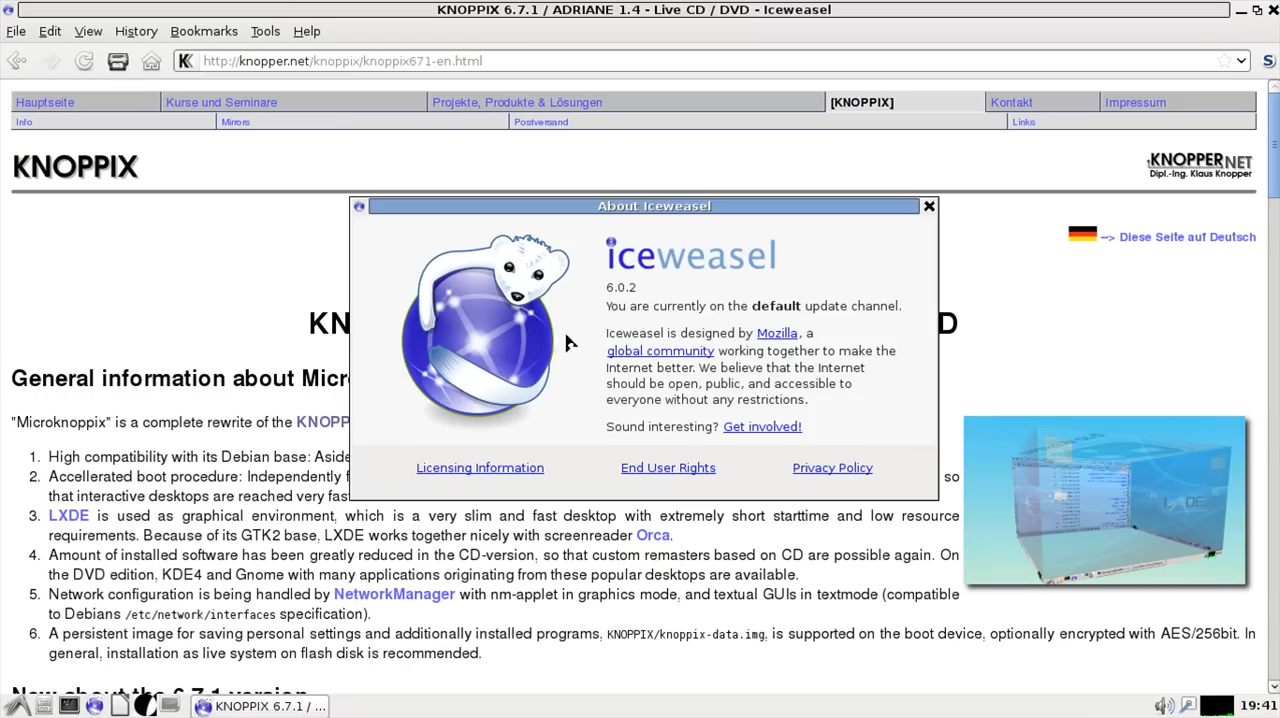 KNOPPIX 6.7.1 / ADRIANE 1.4 - Live CD / DVD - Iceweasel
File Edit View History Bookmarks Tools Help
http://knopper.net/knoppix/knoppix671-en.html
Hauptseite Kurse und Seminare Projekte, Produkte & Lösungen [KNOPPIX] Kontakt Impressum
Info Mirrors Postversand Links
KNOPPIX
KNOPPER.NET
Dipl.-Ing. Klaus Knopper
--> Diese Seite auf Deutsch
KN
D
General information about Micr
"Microknoppix" is a complete rewrite of the KNOPP
1. High compatibility with its Debian base: Aside
2. Accellerated boot procedure: Independently f
so
that interactive desktops are reached very fast
3. LXDE is used as graphical environment, which is a very slim and fast desktop with extremely short starttime and low resource
requirements. Because of its GTK2 base, LXDE works together nicely with screenreader Orca.
4. Amount of installed software has been greatly reduced in the CD-version, so that custom remasters based on CD are possible again. On
the DVD edition, KDE4 and Gnome with many applications originating from these popular desktops are available.
5. Network configuration is being handled by NetworkManager with nm-applet in graphics mode, and textual GUIs in textmode (compatible
to Debians /etc/network/interfaces specification).
6. A persistent image for saving personal settings and additionally installed programs, KNOPPIX/knoppix-data.img, is supported on the boot device, optionally encrypted with AES/256bit. In
general, installation as live system on flash disk is recommended.
New about the 6.7.1 version
About Iceweasel
iceweasel
6.0.2
You are currently on the default update channel.
Iceweasel is designed by Mozilla, a
global community working together to make the
Internet better. We believe that the Internet
should be open, public, and accessible to
everyone without any restrictions.
Sound interesting? Get involved!
Licensing Information End User Rights Privacy Policy
KNOPPIX 6.7.1 / ...
19:41